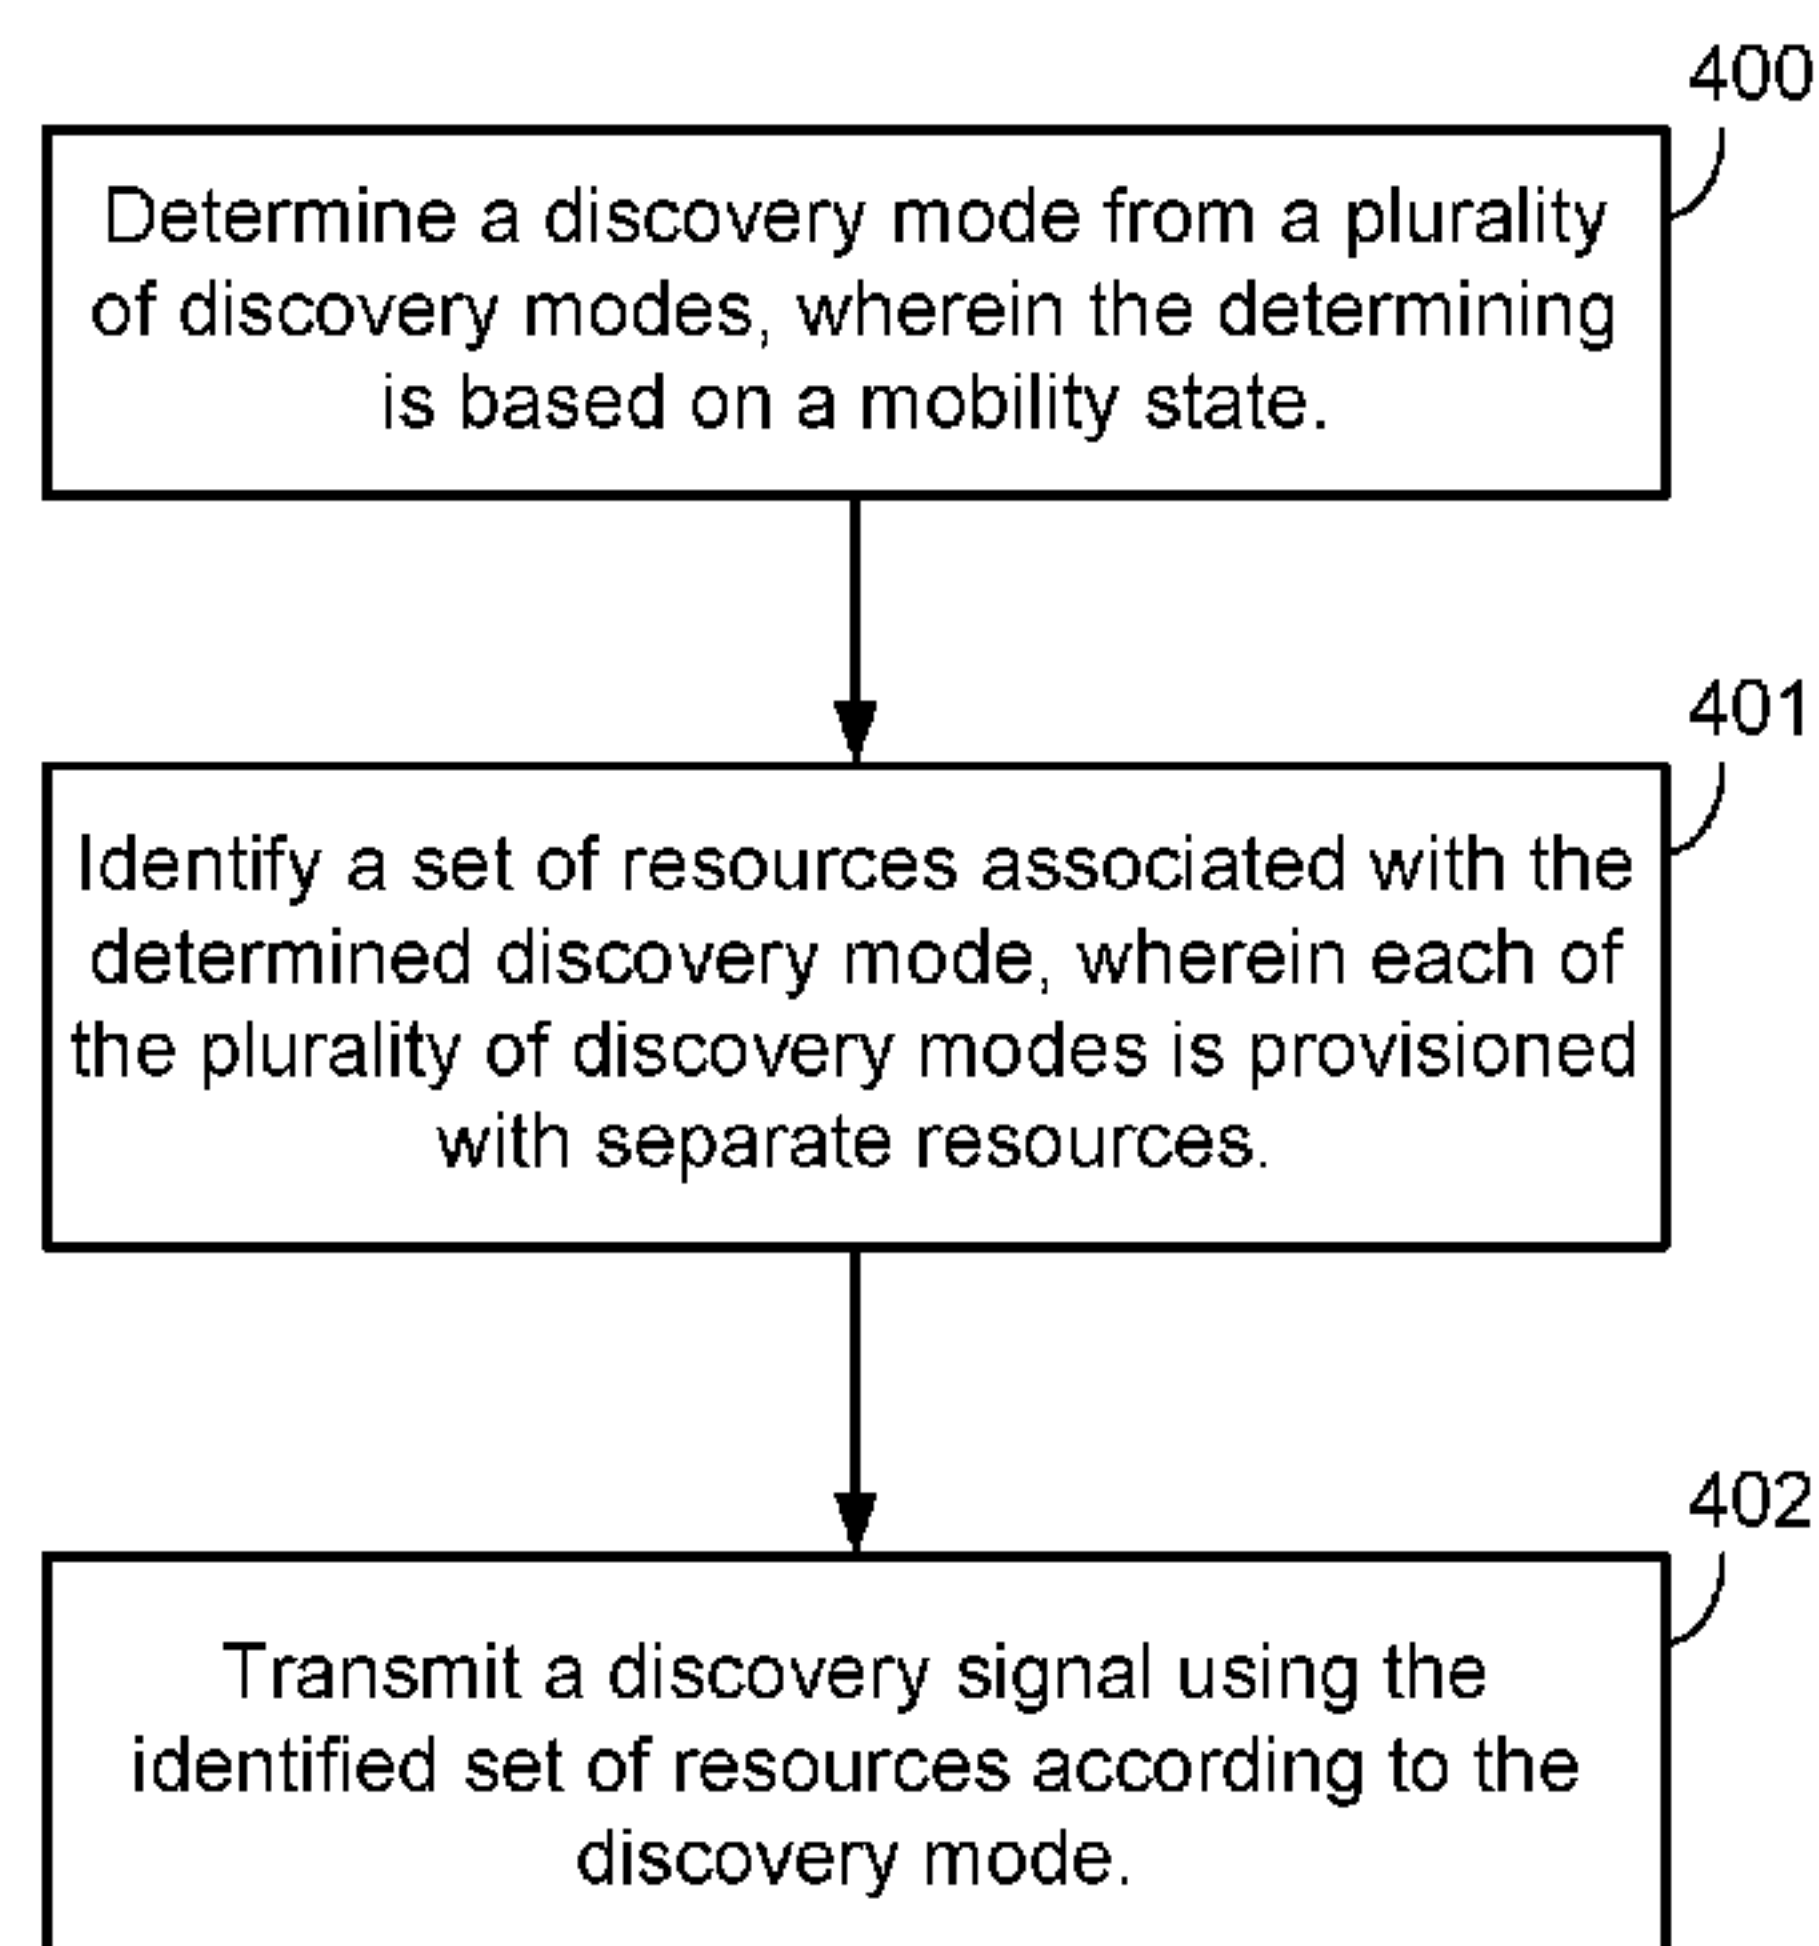 400
Determine a discovery mode from a plurality
of discovery modes, wherein the determining
is based on a mobility state.
401
Identify a set of resources associated with the
determined discovery mode, wherein each of
the plurality of discovery modes is provisioned
with separate resources.
402
Transmit a discovery signal using the
identified set of resources according to the
discovery mode.